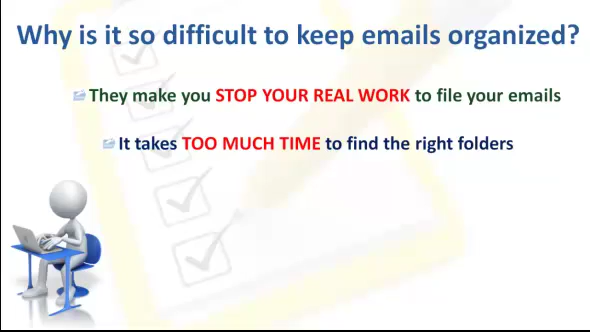 Why is it so difficult to keep emails organized?
They make you STOP YOUR REAL WORK to file your emails
It takes TOO MUCH TIME to find the right folders